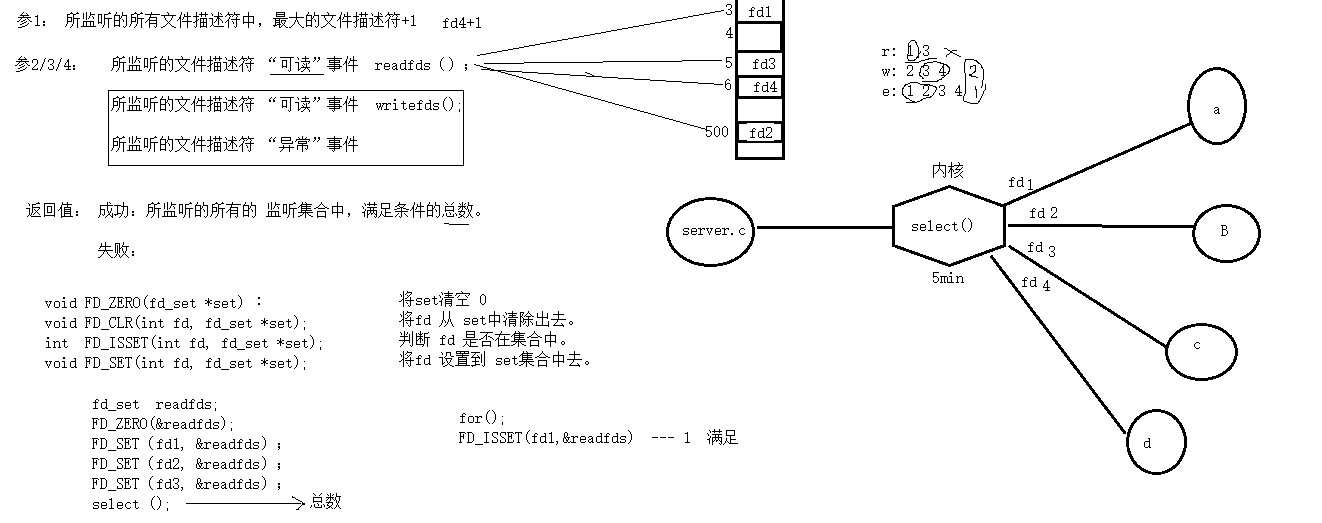 参1： 所监听的所有文件描述符中，最大的文件描述符+1 fd4+1
参2/3/4： 所监听的文件描述符 “可读”事件 readfds（）；
所监听的文件描述符 “可读”事件 writefds();
所监听的文件描述符 “异常”事件
返回值： 成功：所监听的所有的 监听集合中，满足条件的总数。
失败：
void FD_ZERO(fd_set *set) ： 将set清空 0
void FD_CLR(int fd, fd_set *set); 将fd 从 set中清除出去。
int FD_ISSET(int fd, fd_set *set); 判断 fd 是否在集合中。
void FD_SET(int fd, fd_set *set); 将fd 设置到 set集合中去。
fd_set readfds;
FD_ZERO(&readfds);
FD_SET（fd1, &readfds）；
FD_SET（fd2, &readfds）；
FD_SET（fd3, &readfds）；
select（); 总数
for();
FD_ISSET(fd1,&readfds) --- 1 满足
3 fd1
4
5 fd3
6 fd4
500 fd2
r: 1 3
w: 2 3 4 2
e: 1 2 3 4 1
server.c
内核
select()
5min
fd1
fd 2
fd 3
fd 4
a
B
c
d